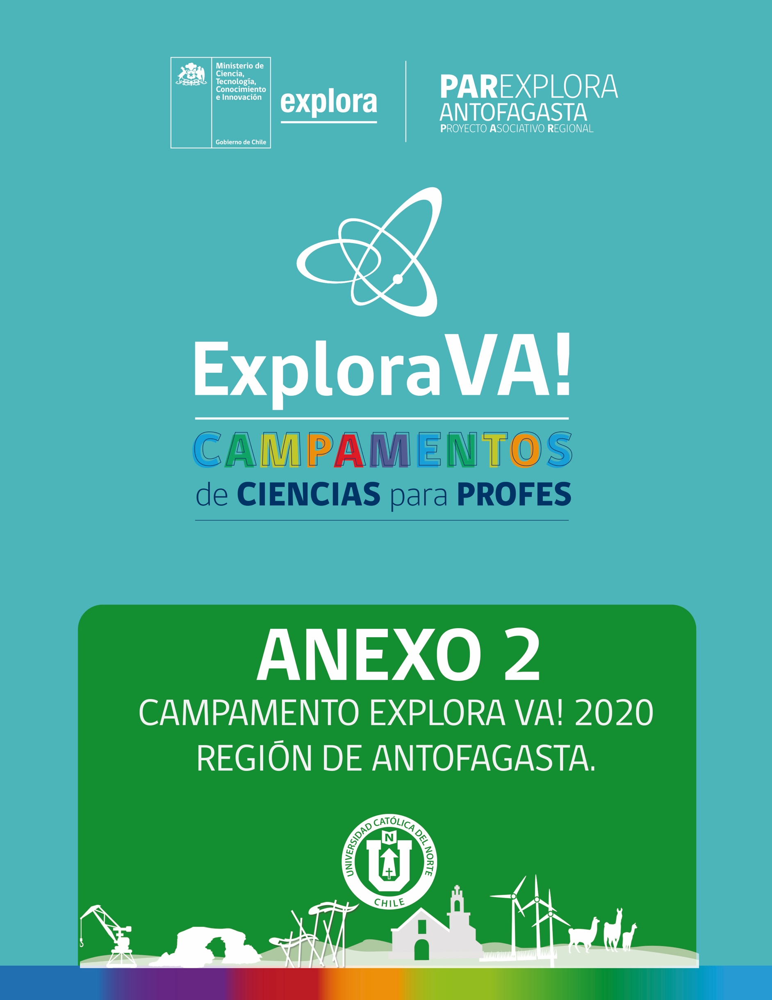 Ministerio de
Ciencia,
Tecnología,
Conocimiento
e Innovación
Gobierno de Chile
explora
PAREXPLORA
ANTOFAGASTA
PROYECTO ASOCIATIVO REGIONAL
ExploraVA!
CAMPAMENTOS
de CIENCIAS para PROFES
ANEXO 2
CAMPAMENTO EXPLORA VA! 2020
REGIÓN DE ANTOFAGASTA.
UNIVERSIDAD CATÓLICA DEL NORTE
N
CHILE